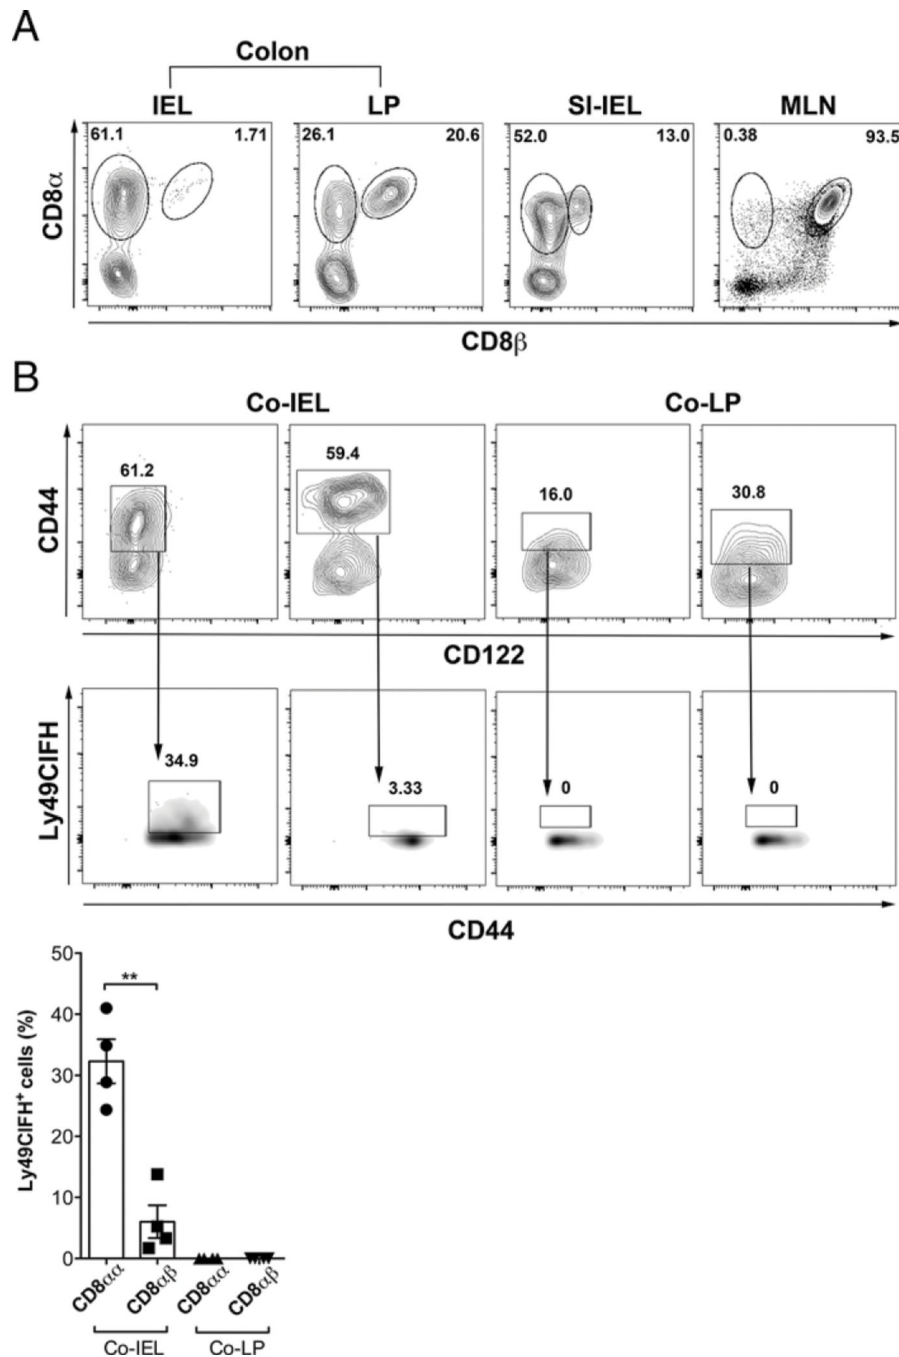 A
Colon
IEL LP SI-IEL MLN
61.1 1.71 26.1 20.6 52.0 13.0 0.38 93.5
CD8α
CD8β
B
Co-IEL Co-LP
61.2 59.4 16.0 30.8
CD44
CD122
34.9 3.33 0 0
Ly49CIFH
CD44
50
40
30
20
10
0
**
Ly49CIFH+ cells (%)
CD8αα CD8αβ CD8αα CD8αβ
Co-IEL Co-LP